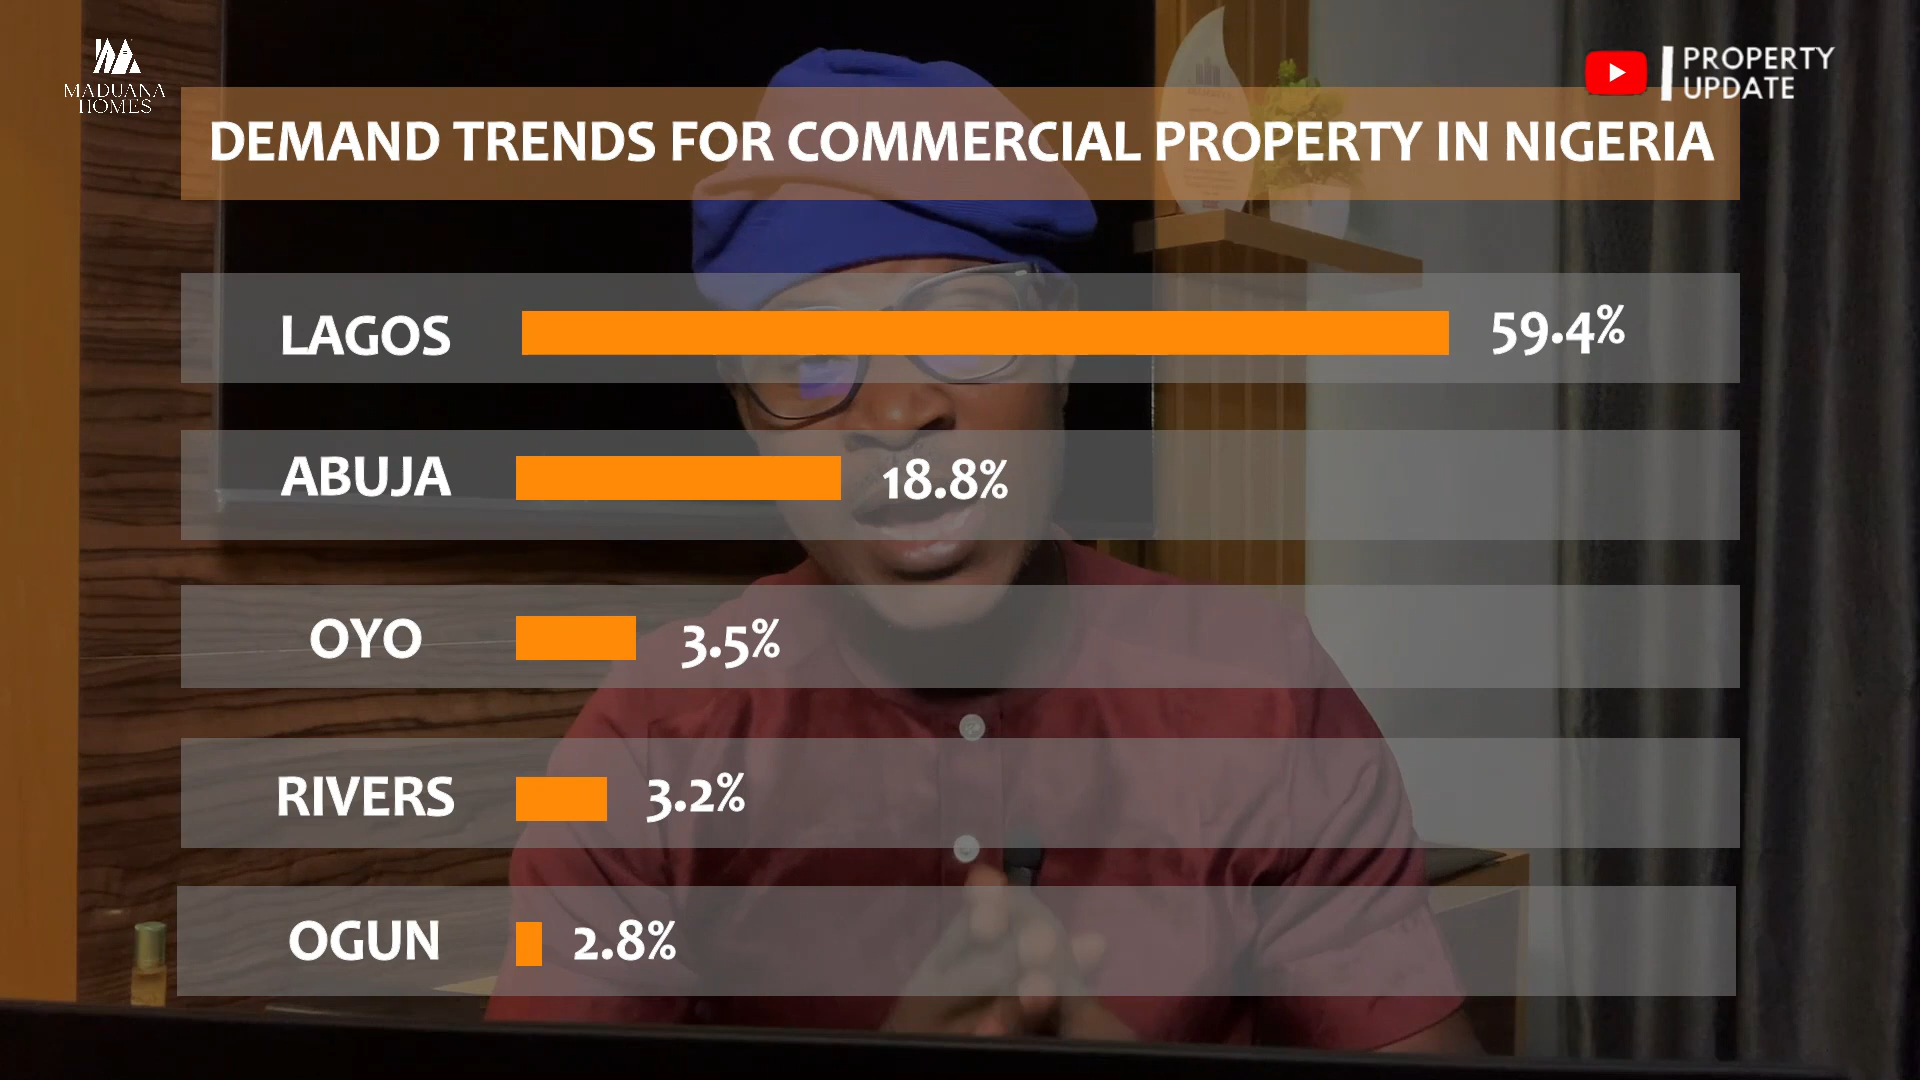 MADUANA
HOMES
PROPERTY
UPDATE
DEMAND TRENDS FOR COMMERCIAL PROPERTY IN NIGERIA
LAGOS 59.4%
ABUJA 18.8%
OYO 3.5%
RIVERS 3.2%
OGUN 2.8%